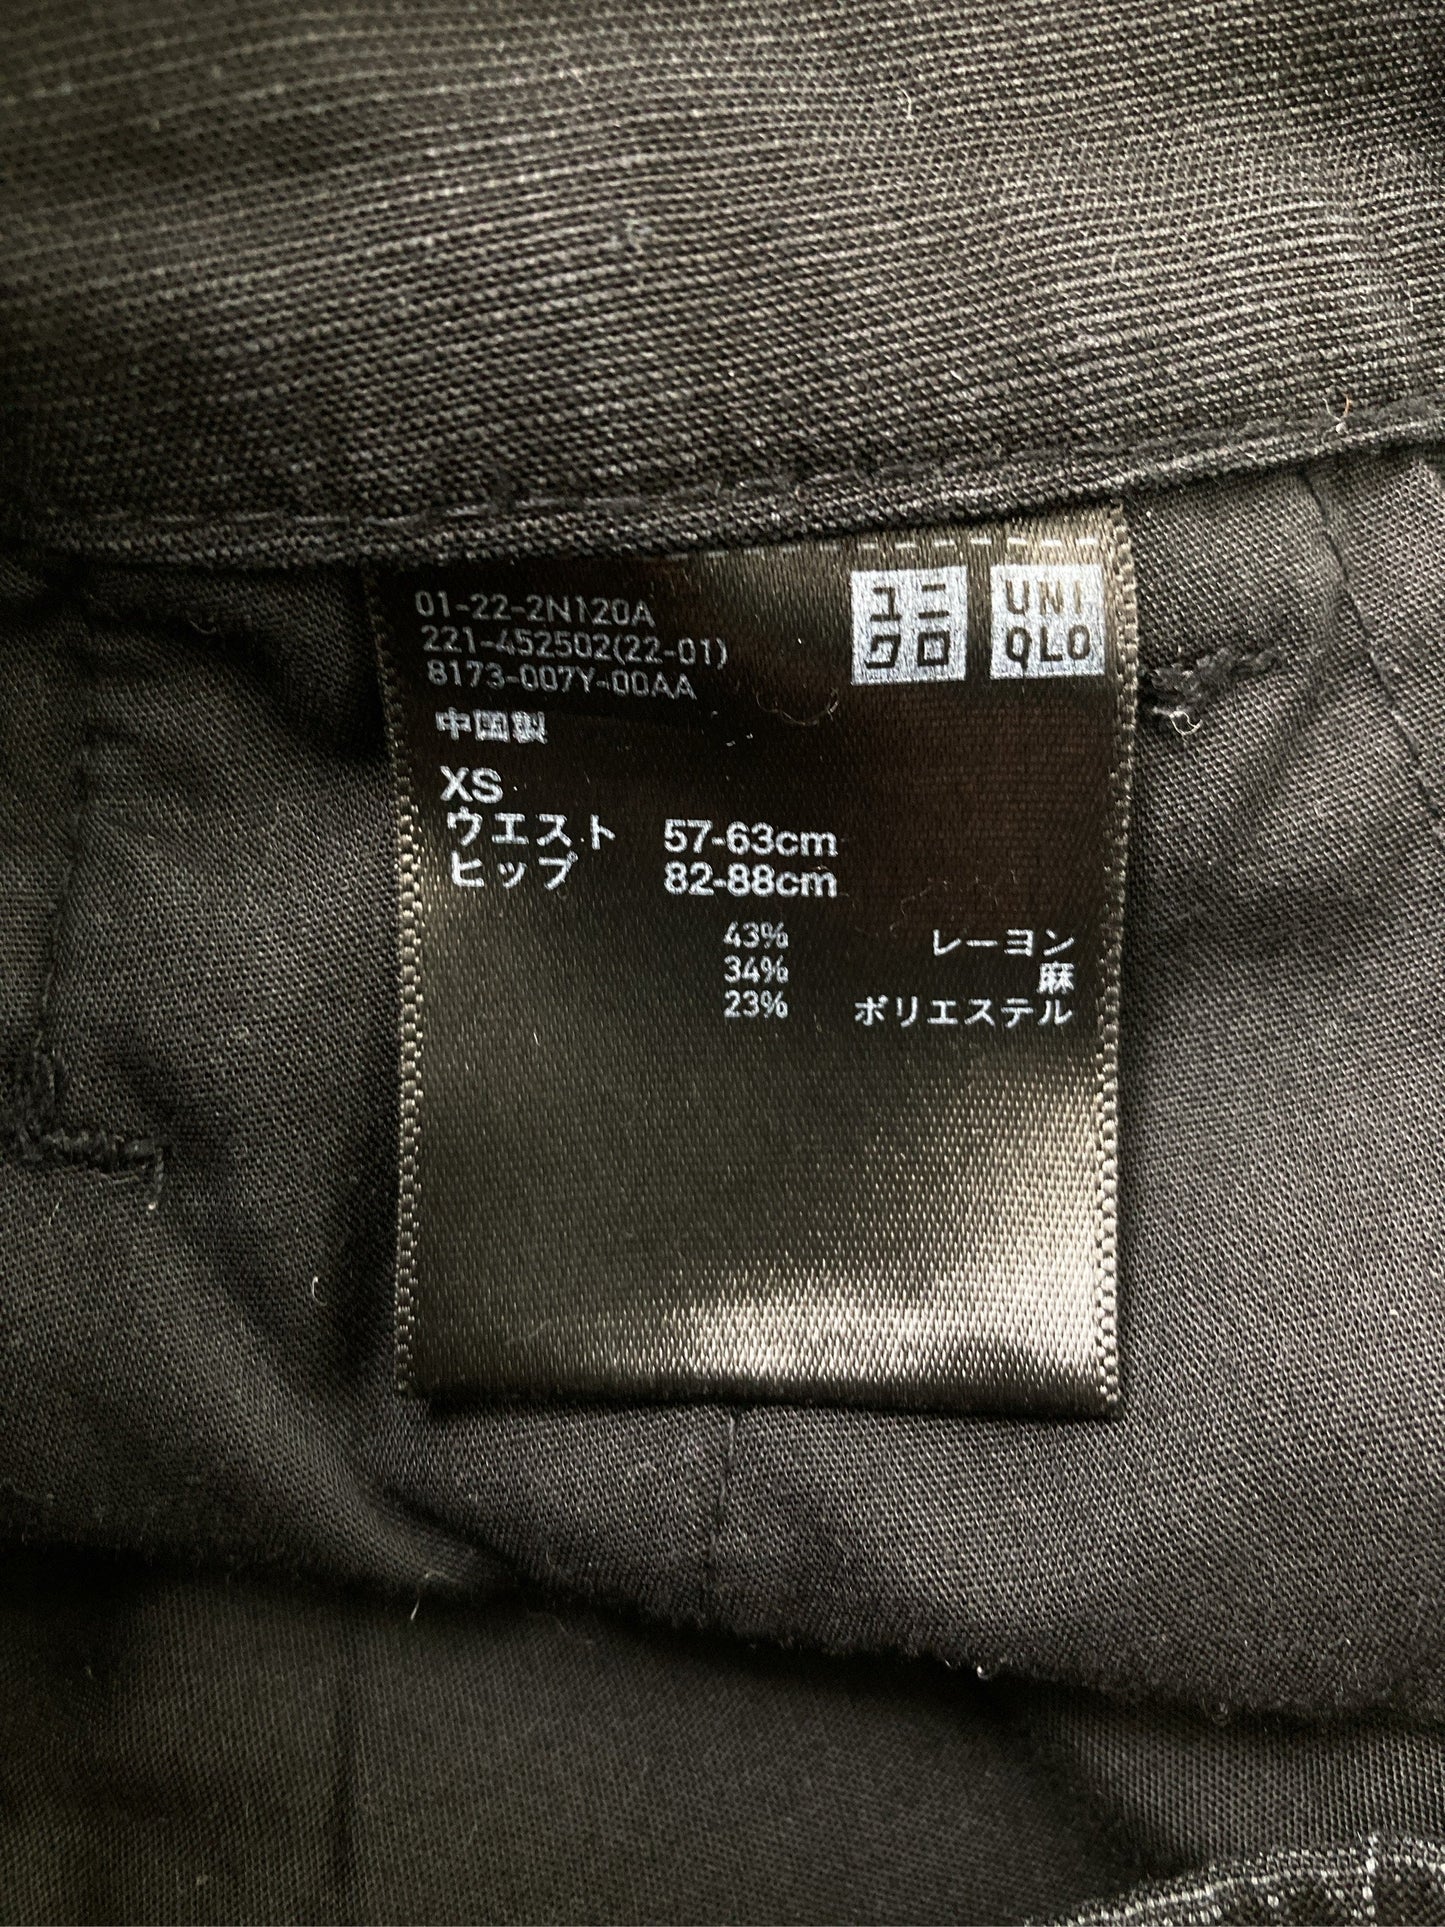 01-22-2N120A
221-452502(22-01)
8173-007Y-00AA
ユニ
クロ
UNI
QLO
中国製
XS
ウエスト 57-63cm
ヒップ 82-88cm
43% レーヨン
34% 麻
23% ポリエステル